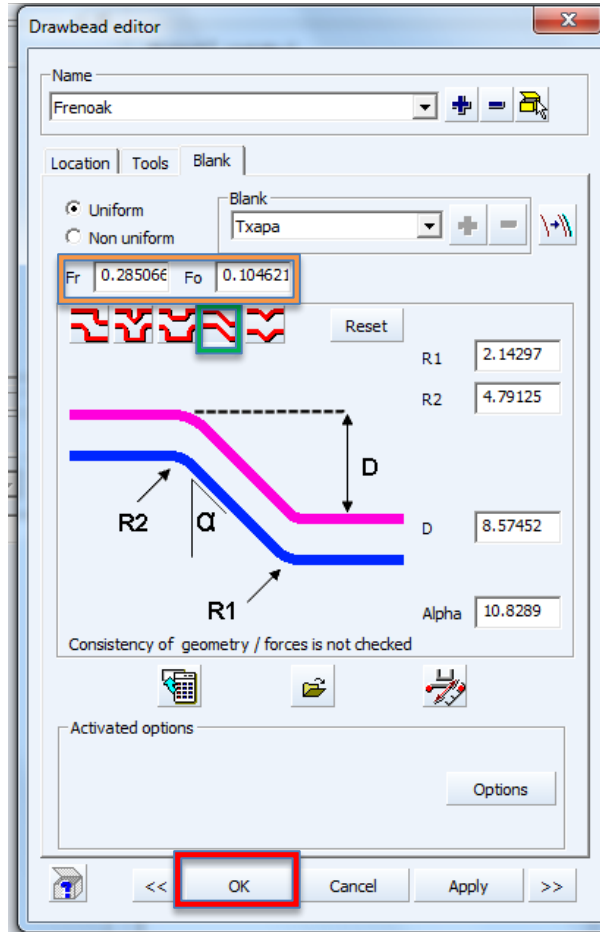 Drawbead editor
Name
Frenoak
Location Tools Blank
Uniform
Non uniform
Blank
Txapa
Fr 0.285066 Fo 0.104621
Reset
R1 2.14297
R2 4.79125
D
R2 α
D 8.57452
R1
Alpha 10.8289
Consistency of geometry / forces is not checked
Activated options
Options
? << OK Cancel Apply >>